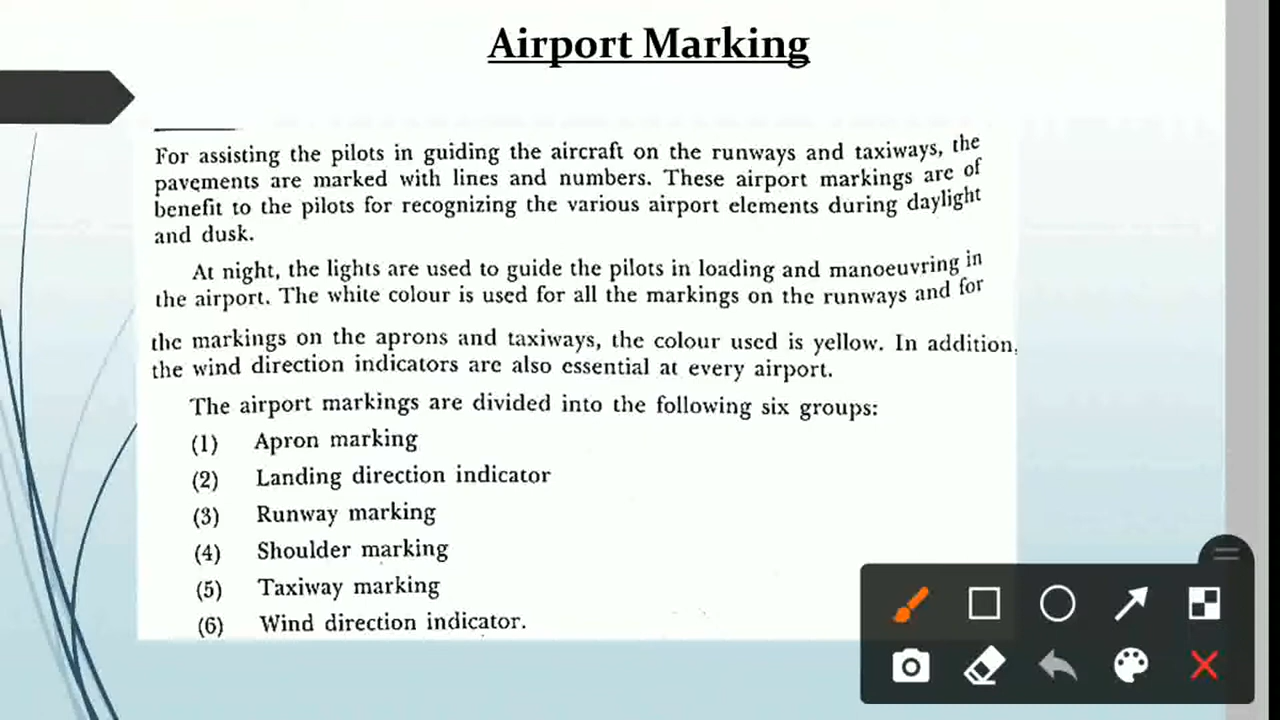 Airport Marking
For assisting the pilots in guiding the aircraft on the runways and taxiways, the
pavements are marked with lines and numbers. These airport markings are of
benefit to the pilots for recognizing the various airport elements during daylight
and dusk.
At night, the lights are used to guide the pilots in loading and manoeuvring in
the airport. The white colour is used for all the markings on the runways and for
the markings on the aprons and taxiways, the colour used is yellow. In addition,
the wind direction indicators are also essential at every airport.
The airport markings are divided into the following six groups:
(1) Apron marking
(2) Landing direction indicator
(3) Runway marking
(4) Shoulder marking
(5) Taxiway marking
(6) Wind direction indicator.